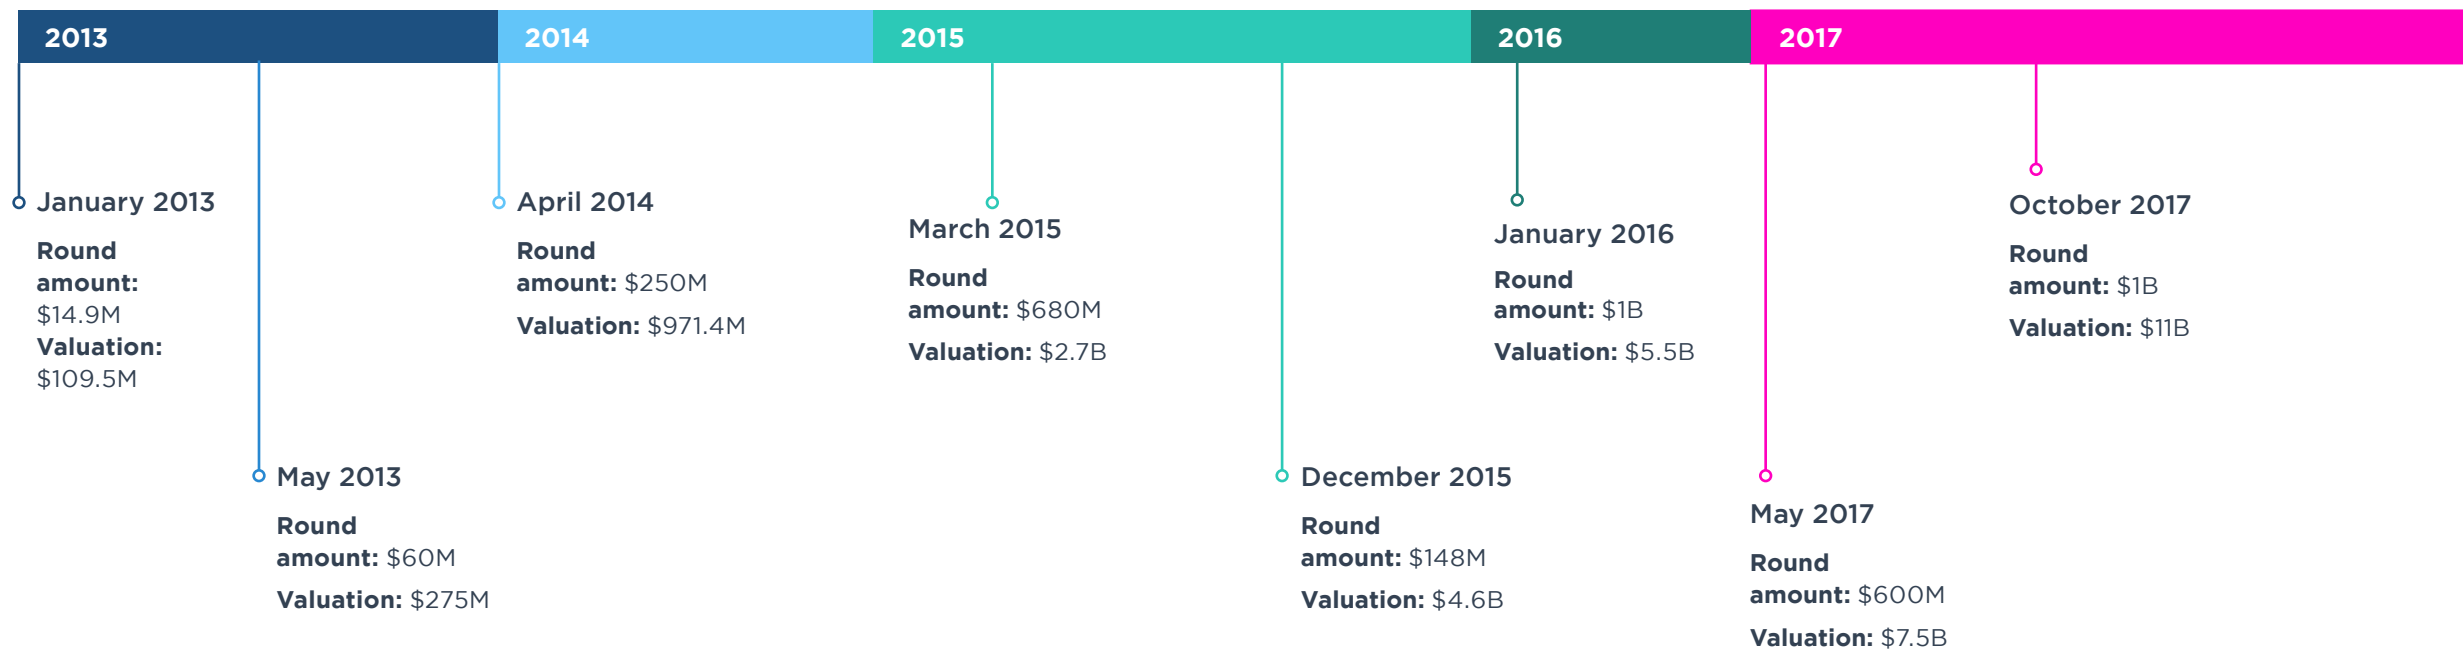 2013
2014
2015
2016
2017
January 2013
Round
amount:
$14.9M
Valuation:
$109.5M
May 2013
Round
amount: $60M
Valuation: $275M
April 2014
Round
amount: $250M
Valuation: $971.4M
March 2015
Round
amount: $680M
Valuation: $2.7B
December 2015
Round
amount: $148M
Valuation: $4.6B
January 2016
Round
amount: $1B
Valuation: $5.5B
May 2017
Round
amount: $600M
Valuation: $7.5B
October 2017
Round
amount: $1B
Valuation: $11B